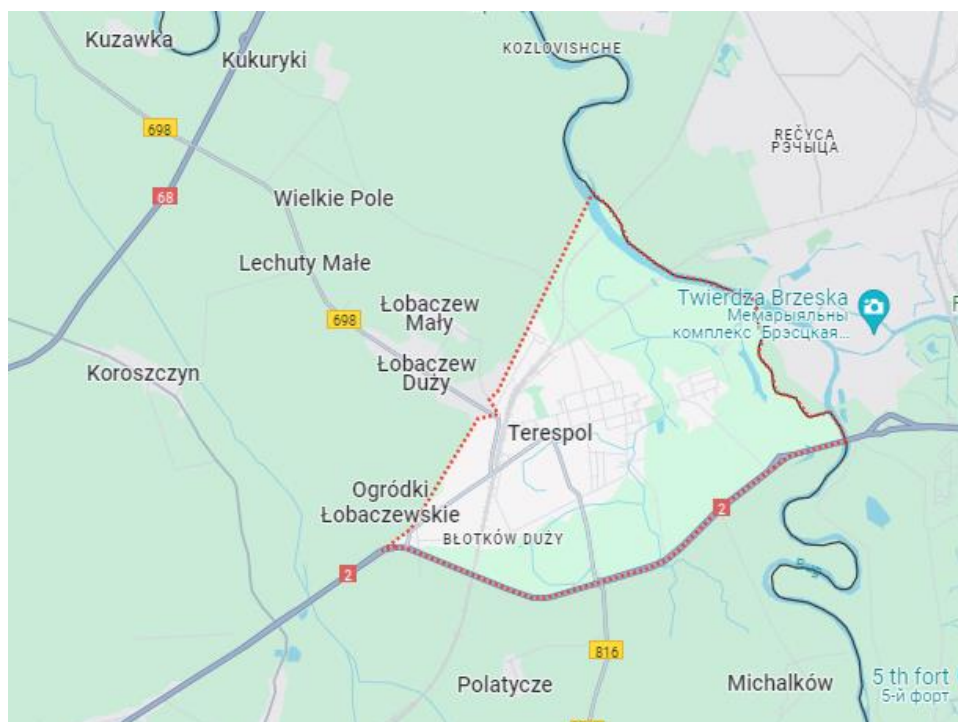 Kuzawka
Kukuryki
KOZLOVISHCHE
698
REČYCA
РЭЧЫЦА
68
Wielkie Pole
Lechuty Małe
Twierdza Brzeska
Мемарыяльны
комплекс Брэсцкая...
Łobaczew
Mały
698
Łobaczew
Duży
Koroszczyn
Terespol
Ogródki
Łobaczewskie
2
BŁOTKÓW DUŻY
2
Bug
816
Polatycze
Michalków
5 th fort
5-й форт